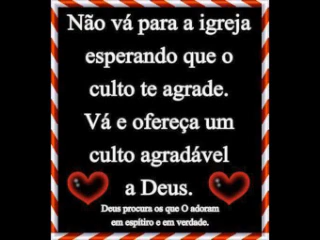 Não vá para a igreja
esperando que o
culto te agrade.
Vá e ofereça um
culto agradável
a Deus.
Deus procura os que O adoram
em espítiro e em verdade.